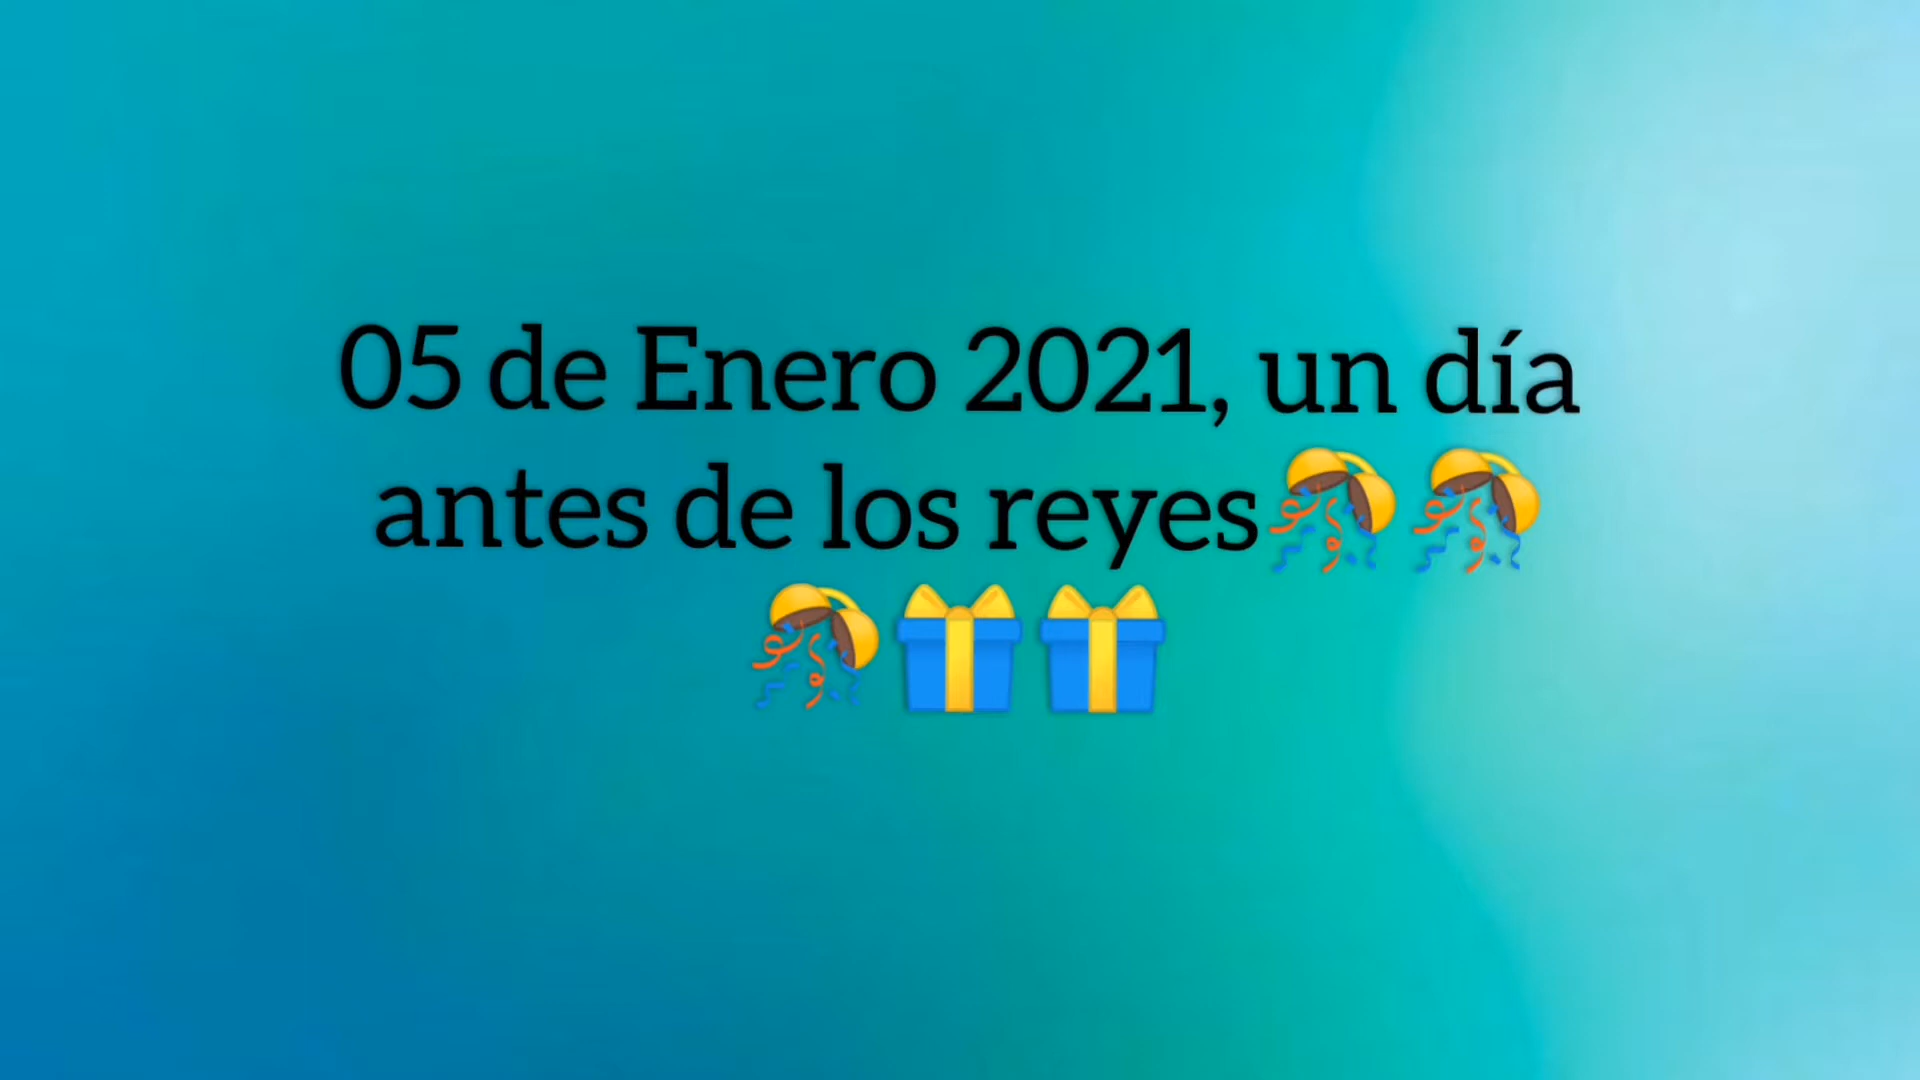 05 de Enero 2021, un día
antes de los reyes🎊🎊
🎊🎁🎁